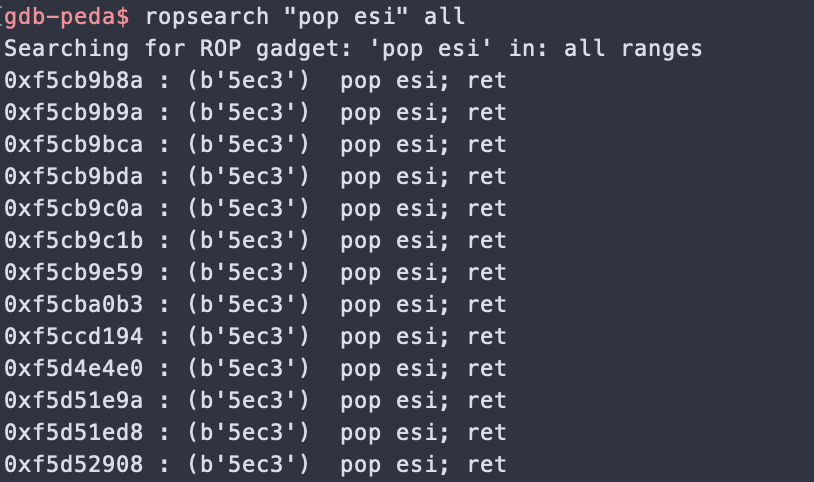 gdb-peda$ ropsearch "pop esi" all
Searching for ROP gadget: 'pop esi' in: all ranges
0xf5cb9b8a : (b'5ec3')  pop esi; ret
0xf5cb9b9a : (b'5ec3')  pop esi; ret
0xf5cb9bca : (b'5ec3')  pop esi; ret
0xf5cb9bda : (b'5ec3')  pop esi; ret
0xf5cb9c0a : (b'5ec3')  pop esi; ret
0xf5cb9c1b : (b'5ec3')  pop esi; ret
0xf5cb9e59 : (b'5ec3')  pop esi; ret
0xf5cba0b3 : (b'5ec3')  pop esi; ret
0xf5ccd194 : (b'5ec3')  pop esi; ret
0xf5d4e4e0 : (b'5ec3')  pop esi; ret
0xf5d51e9a : (b'5ec3')  pop esi; ret
0xf5d51ed8 : (b'5ec3')  pop esi; ret
0xf5d52908 : (b'5ec3')  pop esi; ret